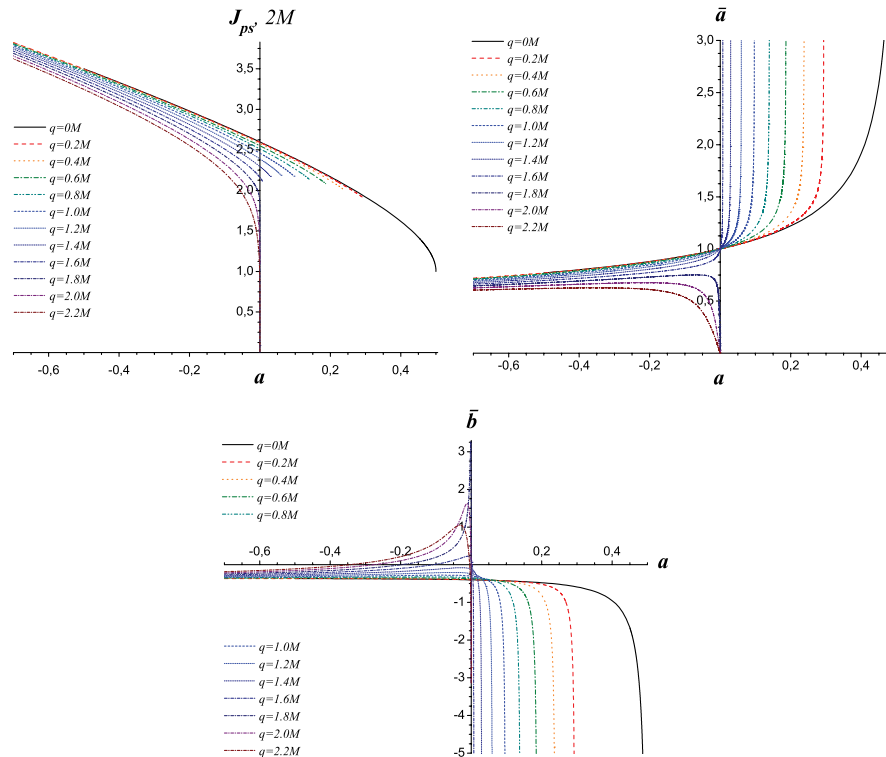 J_ps, 2M
3,5
3,0
2,5
2,0
1,5
1,0
0,5
-0,6
-0,4
-0,2
0,2
0,4
a
q=0M
q=0.2M
q=0.4M
q=0.6M
q=0.8M
q=1.0M
q=1.2M
q=1.4M
q=1.6M
q=1.8M
q=2.0M
q=2.2M
ā
3,0
2,5
2,0
1,5
1,0
0,5
-0,6
-0,4
-0,2
0,2
0,4
a
q=0M
q=0.2M
q=0.4M
q=0.6M
q=0.8M
q=1.0M
q=1.2M
q=1.4M
q=1.6M
q=1.8M
q=2.0M
q=2.2M
b̄
q=0M
q=0.2M
q=0.4M
q=0.6M
q=0.8M
3
2
1
-0,6
-0,4
-0,2
0,2
0,4
a
-1
-2
-3
-4
-5
q=1.0M
q=1.2M
q=1.4M
q=1.6M
q=1.8M
q=2.0M
q=2.2M